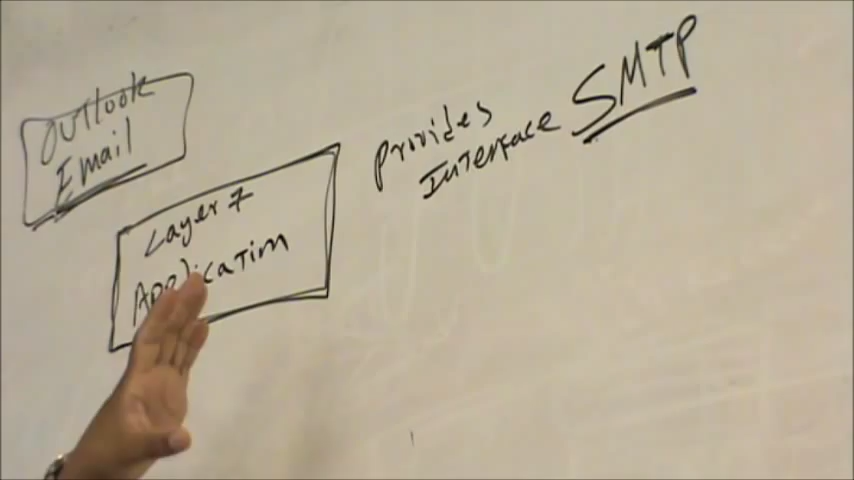 Outlook
Email
Layer 7
Application
Provides
Interface SMTP